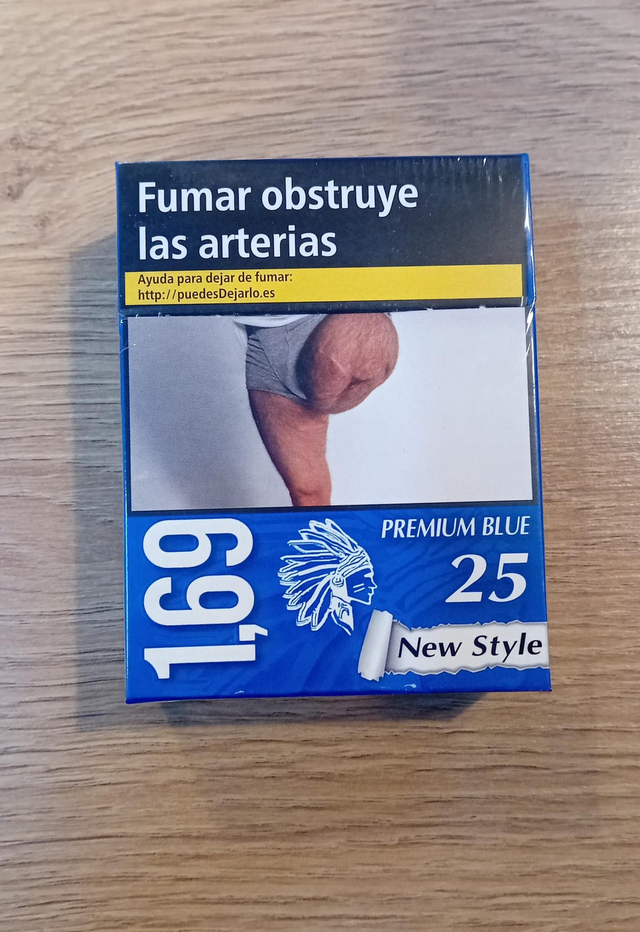 Fumar obstruye
las arterias
Ayuda para dejar de fumar:
http://puedesDejarlo.es
1,69
PREMIUM BLUE
25
New Style